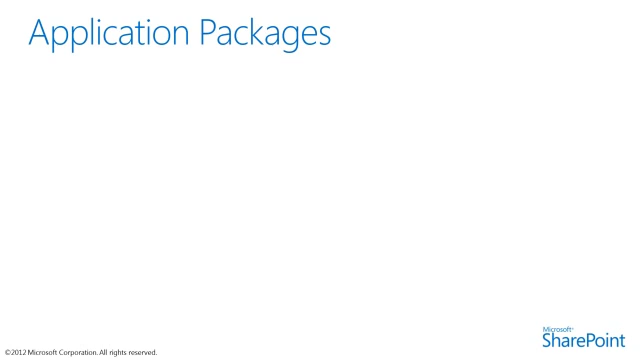 Application Packages
Microsoft®
SharePoint
©2012 Microsoft Corporation. All rights reserved.